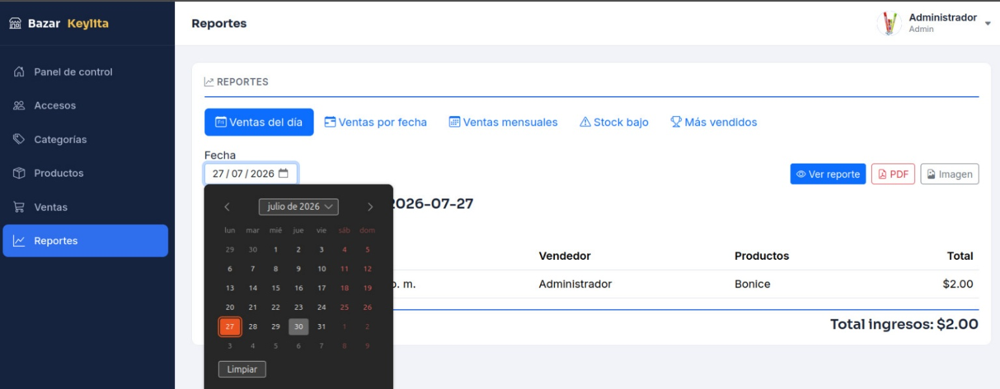 Bazar Keylita
Reportes
Administrador
Admin
Panel de control
Accesos
Categorías
Productos
Ventas
Reportes
REPORTES
Ventas del día
Ventas por fecha
Ventas mensuales
Stock bajo
Más vendidos
Fecha
27/07/2026
Ver reporte
PDF
Imagen
2026-07-27
julio de 2026
lun mar mié jue vie sáb dom
29 30 1 2 3 4 5
6 7 8 9 10 11 12
13 14 15 16 17 18 19
20 21 22 23 24 25 26
27 28 29 30 31 1 2
3 4 5 6 7 8 9
Limpiar
Vendedor Productos Total
p. m. Administrador Bonice $2.00
Total ingresos: $2.00